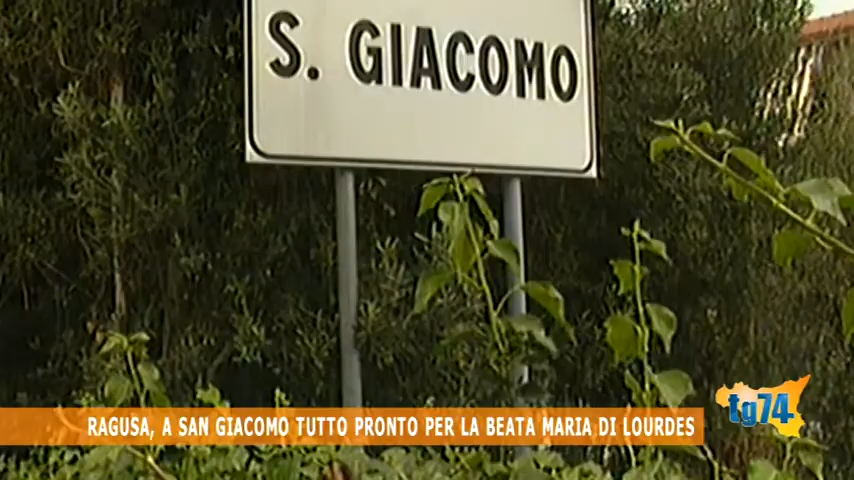 S. GIACOMO
RAGUSA, A SAN GIACOMO TUTTO PRONTO PER LA BEATA MARIA DI LOURDES
tg74